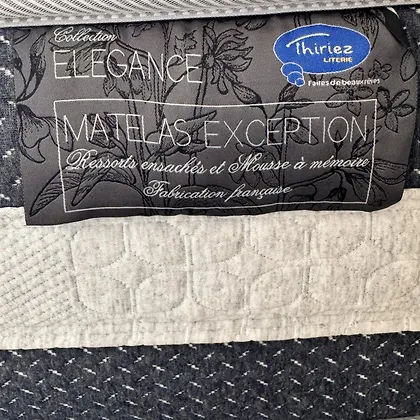 Collection
ELEGANCE
Thiriez
LITERIE
Faites de beaux rêves
MATELAS EXCEPTION
Ressorts ensachés et Mousse à mémoire
Fabrication française